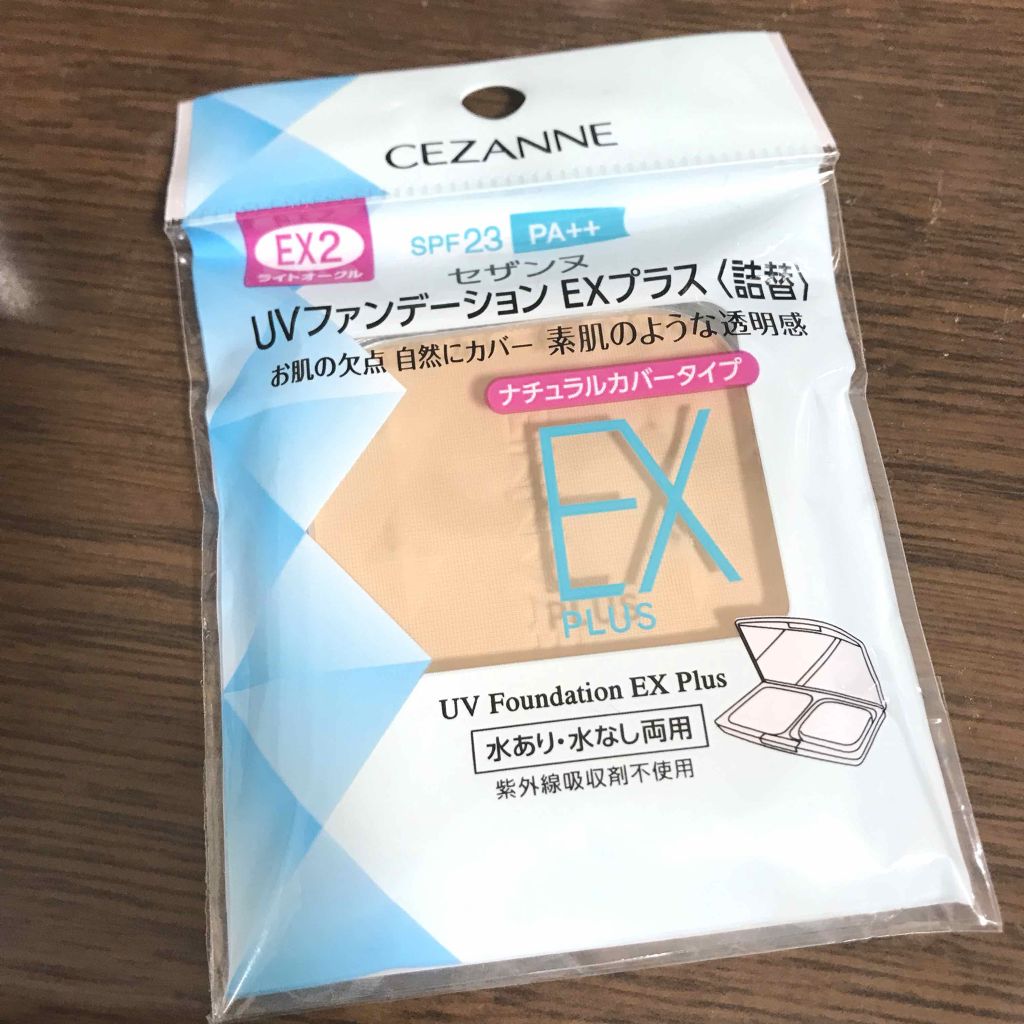 CEZANNE
EX2
ライトオークル
SPF23 PA++
セザンヌ
UVファンデーション EXプラス〈詰替〉
お肌の欠点 自然にカバー 素肌のような透明感
ナチュラルカバータイプ
EX
PLUS
UV Foundation EX Plus
水あり・水なし両用
紫外線吸収剤不使用